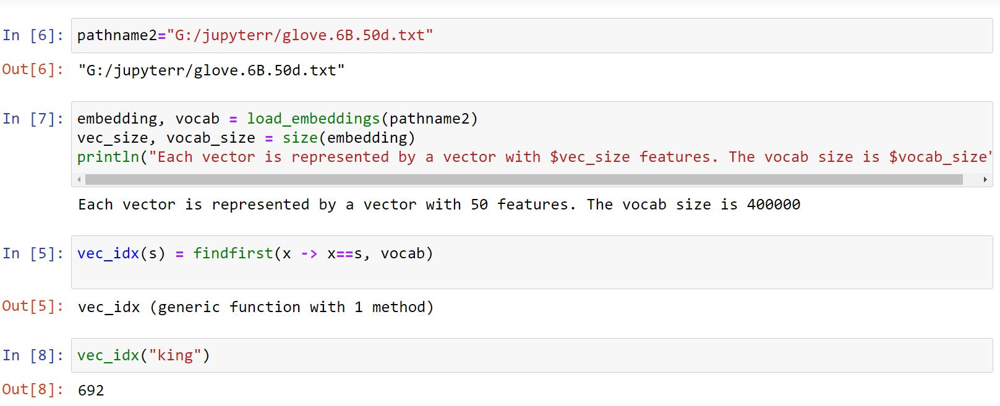 In [6]: pathname2="G:/jupyterr/glove.6B.50d.txt"
Out[6]: "G:/jupyterr/glove.6B.50d.txt"
In [7]: embedding, vocab = load_embeddings(pathname2)
vec_size, vocab_size = size(embedding)
println("Each vector is represented by a vector with $vec_size features. The vocab size is $vocab_size"
Each vector is represented by a vector with 50 features. The vocab size is 400000
In [5]: vec_idx(s) = findfirst(x -> x==s, vocab)
Out[5]: vec_idx (generic function with 1 method)
In [8]: vec_idx("king")
Out[8]: 692